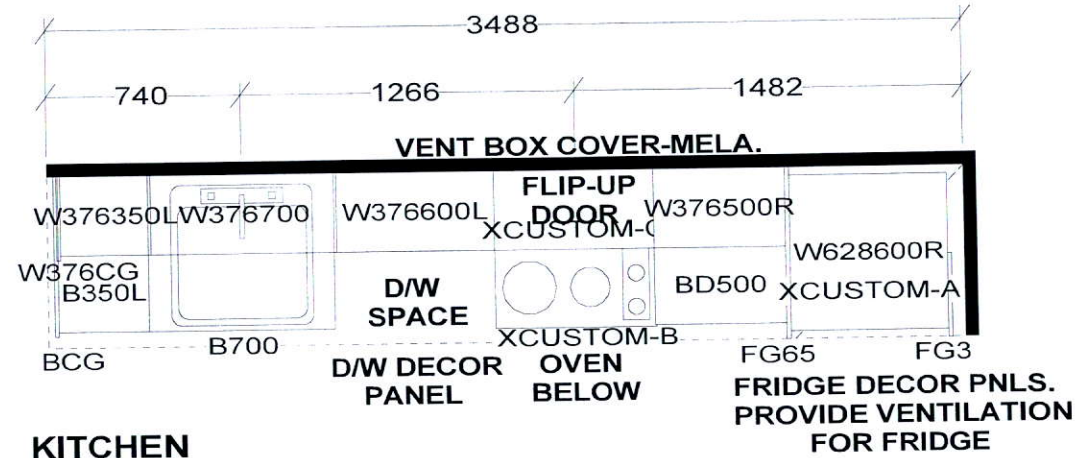 3488
740
1266
1482
VENT BOX COVER-MELA.
FLIP-UP
DOOR
W376350L
W376700
W376600L
XCUSTOM-C
W376500R
W628600R
W376CG
B350L
D/W
SPACE
BD500
XCUSTOM-A
BCG
B700
XCUSTOM-B
D/W DECOR
PANEL
OVEN
BELOW
FG65
FG3
FRIDGE DECOR PNLS.
PROVIDE VENTILATION
FOR FRIDGE
KITCHEN